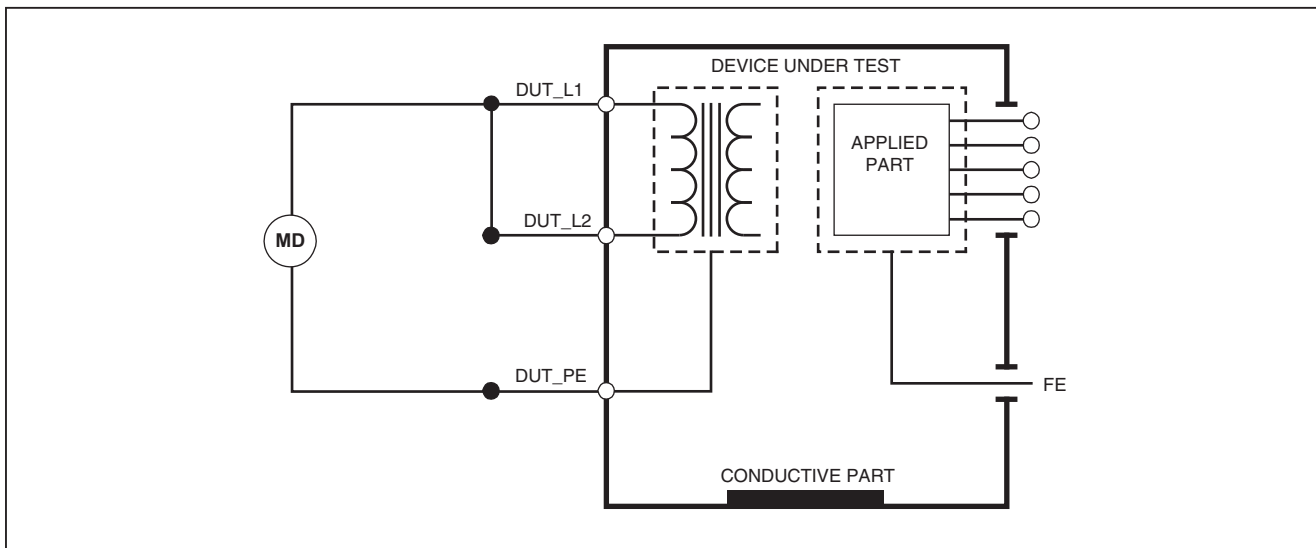 DEVICE UNDER TEST
DUT_L1
APPLIED
PART
DUT_L2
MD
DUT_PE
FE
CONDUCTIVE PART